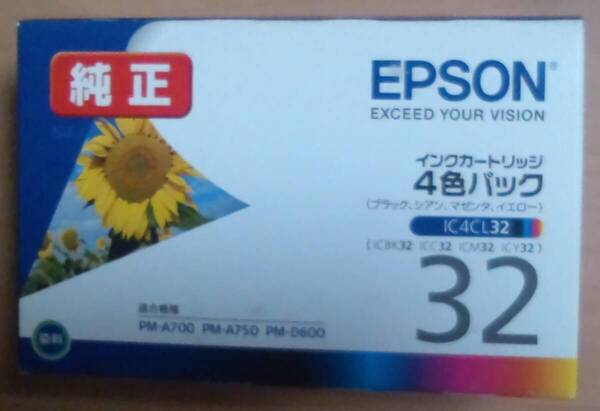 純正
EPSON
EXCEED YOUR VISION
インクカートリッジ
4色パック
(ブラック、シアン、マゼンタ、イエロー)
IC4CL32
(ICBK32 ICC32 ICM32 ICY32)
32
適合機種
PM-A700 PM-A750 PM-D600
染料